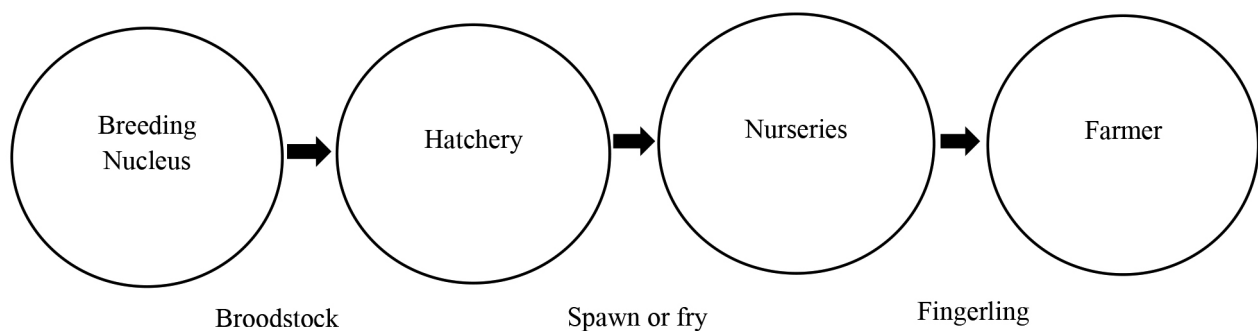 Breeding
Nucleus
Hatchery
Nurseries
Farmer
Broodstock
Spawn or fry
Fingerling